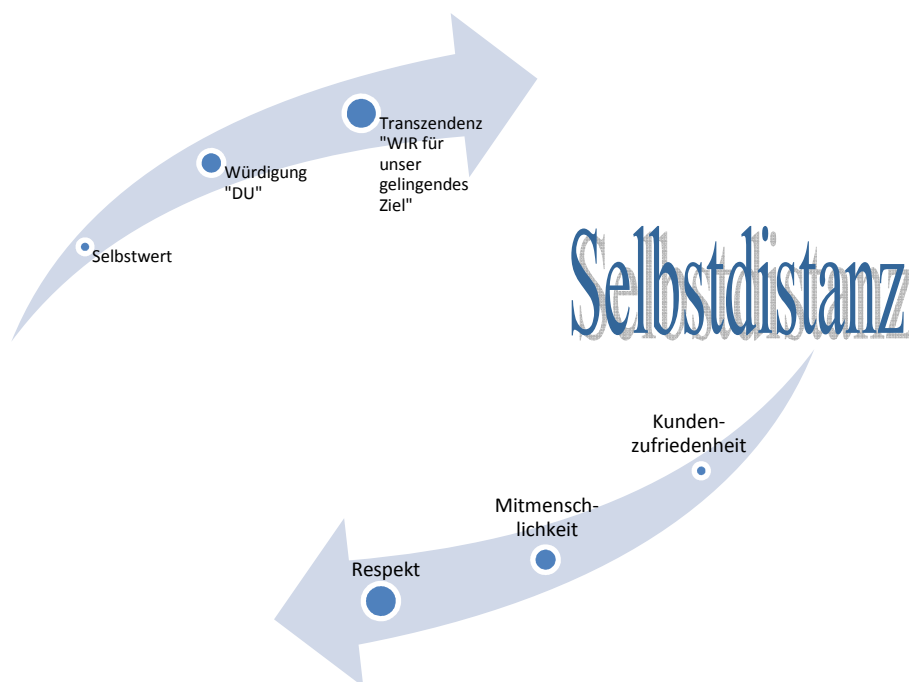 Transzendenz
"WIR für
unser
gelingendes
Ziel"
Würdigung
"DU"
Selbstwert
Selbstdistanz
Kunden-
zufriedenheit
Mitmensch-
lichkeit
Respekt